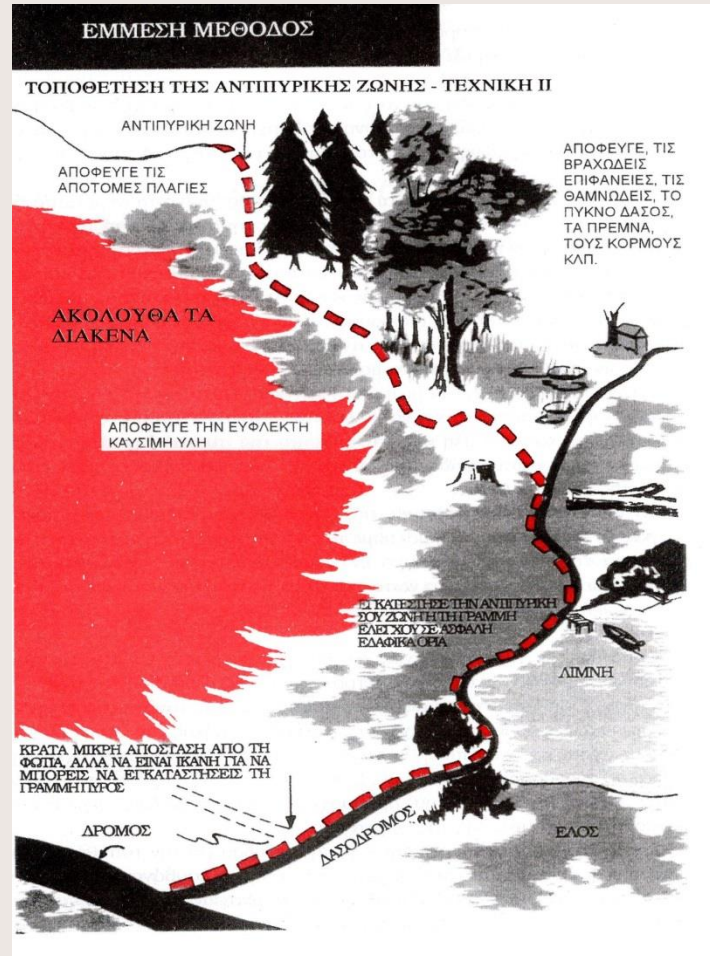 ΕΜΜΕΣΗ ΜΕΘΟΔΟΣ
ΤΟΠΟΘΕΤΗΣΗ ΤΗΣ ΑΝΤΙΠΥΡΙΚΗΣ ΖΩΝΗΣ - ΤΕΧΝΙΚΗ ΙΙ
ΑΝΤΙΠΥΡΙΚΗ ΖΩΝΗ
ΑΠΟΦΕΥΓΕ ΤΙΣ
ΑΠΟΤΟΜΕΣ ΠΛΑΓΙΕΣ
ΑΠΟΦΕΥΓΕ, ΤΙΣ
ΒΡΑΧΩΔΕΙΣ
ΕΠΙΦΑΝΕΙΕΣ, ΤΙΣ
ΘΑΜΝΩΔΕΙΣ, ΤΟ
ΠΥΚΝΟ ΔΑΣΟΣ,
ΤΑ ΠΡΕΜΝΑ,
ΤΟΥΣ ΚΟΡΜΟΥΣ
ΚΛΠ.
ΑΚΟΛΟΥΘΑ ΤΑ
ΔΙΑΚΕΝΑ
ΑΠΟΦΕΥΓΕ ΤΗΝ ΕΥΦΛΕΚΤΗ
ΚΑΥΣΙΜΗ ΥΛΗ
ΕΓΚΑΤΕΣΤΗΣΕ ΤΗΝ ΑΝΤΙΠΥΡΙΚΗ
ΣΟΥ ΖΩΝΗ Ή ΤΗ ΓΡΑΜΜΗ
ΕΛΕΓΧΟΥ ΣΕ ΑΣΦΑΛΗ
ΕΔΑΦΙΚΑ ΟΡΙΑ
ΛΙΜΝΗ
ΚΡΑΤΑ ΜΙΚΡΗ ΑΠΟΣΤΑΣΗ ΑΠΟ ΤΗ
ΦΩΤΙΑ, ΑΛΛΑ ΝΑ ΕΙΝΑΙ ΙΚΑΝΗ ΓΙΑ ΝΑ
ΜΠΟΡΕΙΣ ΝΑ ΕΓΚΑΤΑΣΤΗΣΕΙΣ ΤΗ
ΓΡΑΜΜΗ ΠΥΡΟΣ
ΔΡΟΜΟΣ
ΔΑΣΟΔΡΟΜΟΣ
ΕΛΟΣ